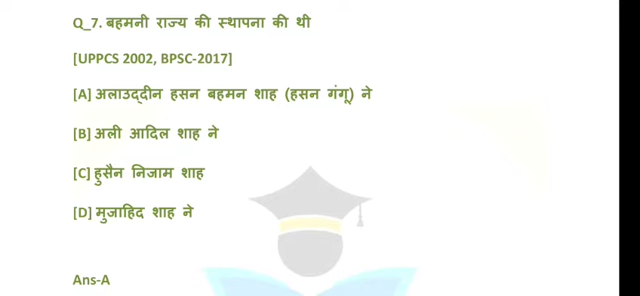 Q_7. बहमनी राज्य की स्थापना की थी
[UPPCS 2002, BPSC-2017]
[A] अलाउद्दीन हसन बहमन शाह (हसन गंगू) ने
[B] अली आदिल शाह ने
[C] हुसैन निजाम शाह
[D] मुजाहिद शाह ने
Ans-A